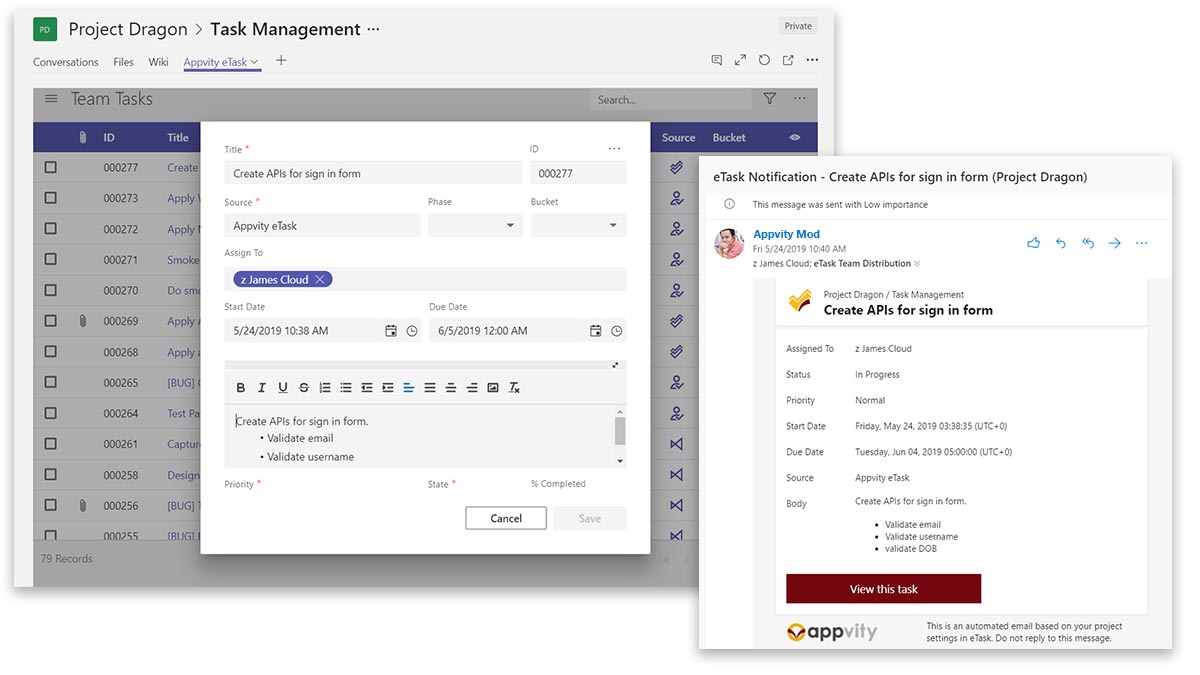 PD Project Dragon > Task Management ···
Private
Conversations Files Wiki Appvity eTask +
Team Tasks
Search...
ID Title Source Bucket
000277 Create
000273 Apply
000272 Apply
000271 Smoke
000270 Do smo
000269 Apply
000268 Apply a
000265 [BUG]
000264 Test Pa
000261 Captur
000258 Design
000256 [BUG]
000255 [BUG]
79 Records
Title * ID ···
Create APIs for sign in form 000277
Source * Phase Bucket
Appvity eTask
Assign To
z James Cloud
Start Date Due Date
5/24/2019 10:38 AM 6/5/2019 12:00 AM
B I U S
Create APIs for sign in form.
• Validate email
• Validate username
Priority * State * % Completed
Cancel Save
eTask Notification - Create APIs for sign in form (Project Dragon)
This message was sent with Low importance
Appvity Mod
Fri 5/24/2019 10:40 AM
z James Cloud; eTask Team Distribution
Project Dragon / Task Management
Create APIs for sign in form
Assigned To z James Cloud
Status In Progress
Priority Normal
Start Date Friday, May 24, 2019 03:38:35 (UTC+0)
Due Date Tuesday, Jun 04, 2019 05:00:00 (UTC+0)
Source Appvity eTask
Body Create APIs for sign in form.
• Validate email
• Validate username
• validate DOB
View this task
appvity
This is an automated email based on your project
settings in eTask. Do not reply to this message.